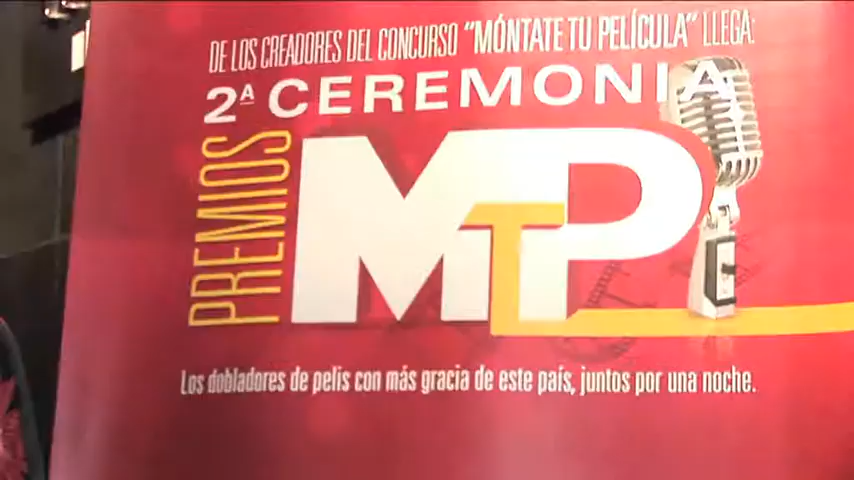 DE LOS CREADORES DEL CONCURSO "MÓNTATE TU PELÍCULA" LLEGA:
2ª CEREMONIA
PREMIOS
MTP
Los dobladores de pelis con más gracia de este país, juntos por una noche.